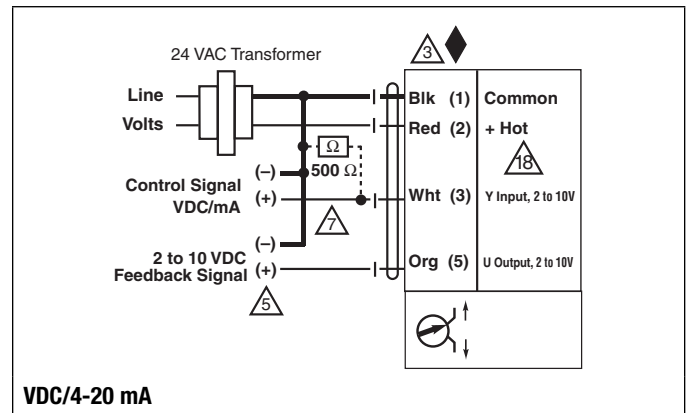 24 VAC Transformer
3
Line
Volts
Blk (1) Common
Red (2) + Hot
18
Ω
500 Ω
(–)
Control Signal
VDC/mA
(+)
7
Wht (3) Y Input, 2 to 10V
(–)
2 to 10 VDC
Feedback Signal
(+)
5
Org (5) U Output, 2 to 10V
VDC/4-20 mA